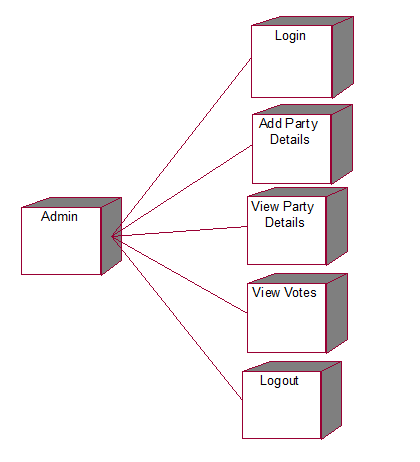 Login
Add Party
Details
Admin
View Party
Details
View Votes
Logout